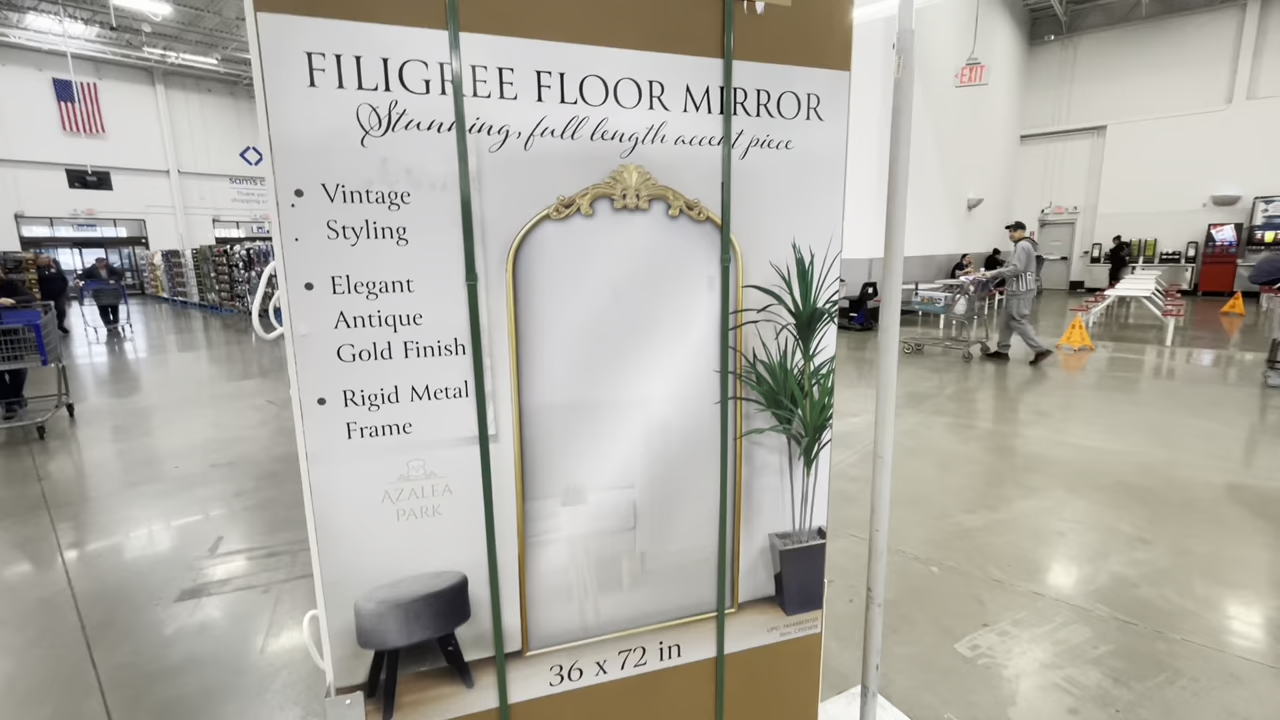 FILIGREE FLOOR MIRROR
Stunning, full length accent piece
• Vintage
Styling
• Elegant
Antique
Gold Finish
• Rigid Metal
Frame
AZALEA
PARK
36 x 72 in
EXIT
sam's c